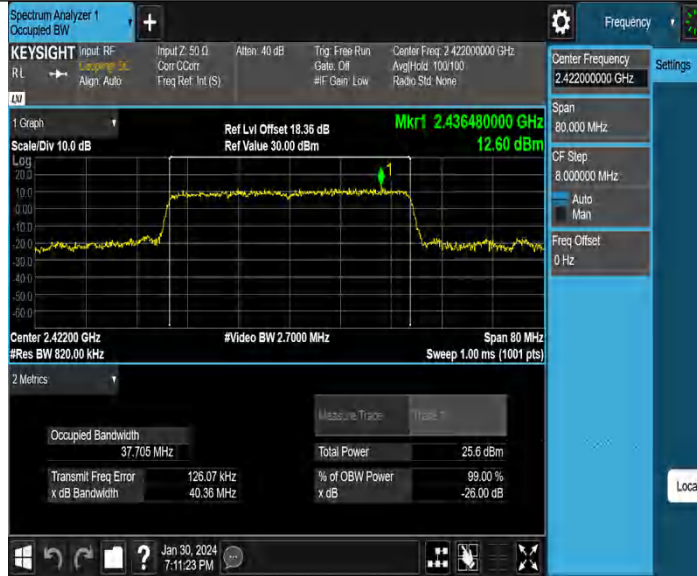 Spectrum Analyzer 1
Occupied BW
+
Frequency
KEYSIGHT
Input: RF
Coupling: DC
Align: Auto
Input Z: 50 Ω
Corr CCorr
Freq Ref: Int (S)
Atten: 40 dB
Trig: Free Run
Gate: Off
#IF Gain: Low
Center Freq: 2.422000000 GHz
Avg|Hold: 100/100
Radio Std: None
RL
1 Graph
Scale/Div 10.0 dB
Ref Lvl Offset 18.36 dB
Ref Value 30.00 dBm
Mkr1 2.436480000 GHz
12.60 dBm
Log
20.0
10.0
0.00
-10.0
-20.0
-30.0
-40.0
-50.0
-60.0
1
Center 2.42200 GHz
#Res BW 820.00 kHz
#Video BW 2.7000 MHz
Span 80 MHz
Sweep 1.00 ms (1001 pts)
2 Metrics
Measure Trace
Trace 1
Occupied Bandwidth
37.705 MHz
Total Power
25.6 dBm
Transmit Freq Error
126.07 kHz
% of OBW Power
99.00 %
x dB Bandwidth
40.36 MHz
x dB
-26.00 dB
Center Frequency
2.422000000 GHz
Settings
Span
80.000 MHz
CF Step
8.000000 MHz
Auto
Man
Freq Offset
0 Hz
Loca
?
Jan 30, 2024
7:11:23 PM